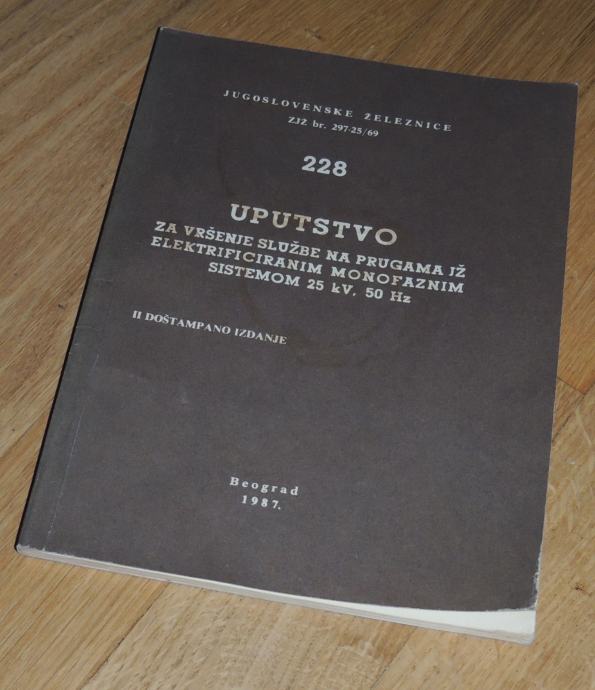 JUGOSLOVENSKE ŽELEZNICE
ZJŽ br. 297-25/69
228
UPUTSTVO
ZA VRŠENJE SLUŽBE NA PRUGAMA JŽ
ELEKTRIFICIRANIM MONOFAZNIM
SISTEMOM 25 kV, 50 Hz
II DOŠTAMPANO IZDANJE
Beograd
1987.